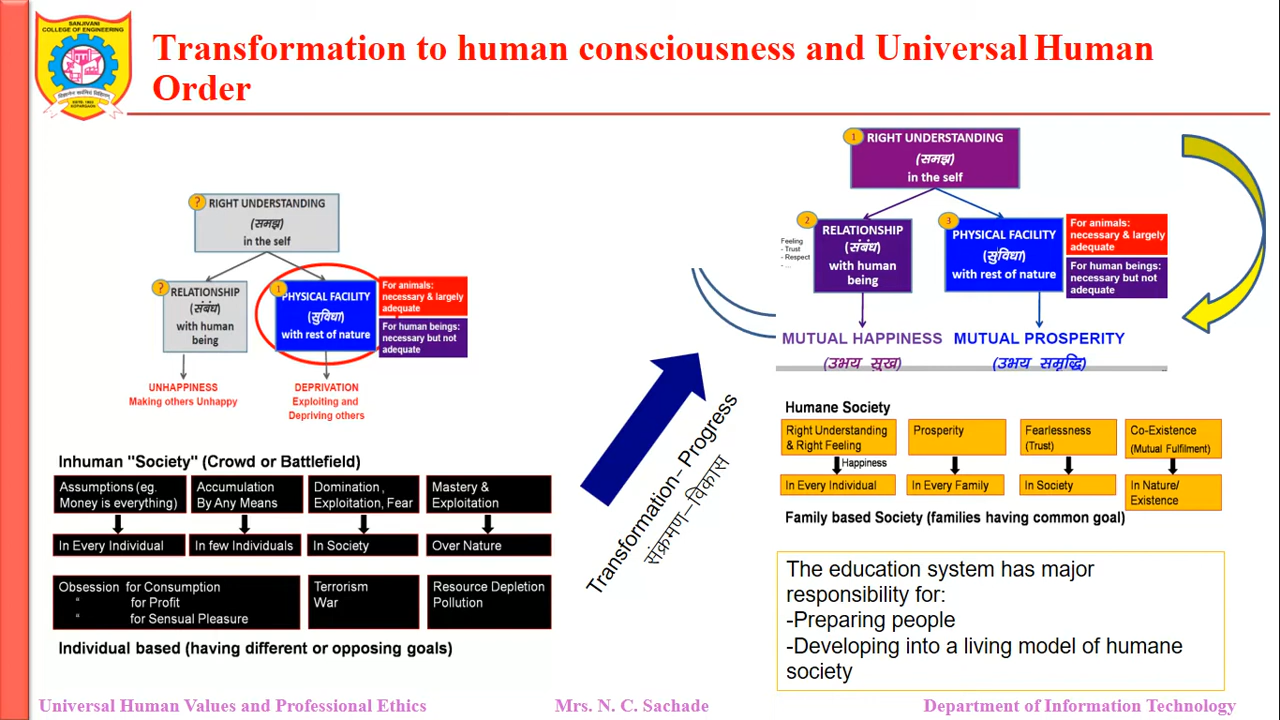 SANJIVANI
COLLEGE OF ENGINEERING
KOPARGAON
Transformation to human consciousness and Universal Human
Order
?
RIGHT UNDERSTANDING
(समझ)
in the self
?
RELATIONSHIP
(संबंध)
with human
being
1
PHYSICAL FACILITY
(सुविधा)
with rest of nature
For animals:
necessary & largely
adequate
For human beings:
necessary but not
adequate
UNHAPPINESS
Making others Unhappy
DEPRIVATION
Exploiting and
Depriving others
Inhuman "Society" (Crowd or Battlefield)
Assumptions (eg.
Money is everything)
Accumulation
By Any Means
Domination ,
Exploitation, Fear
Mastery &
Exploitation
In Every Individual
In few Individuals
In Society
Over Nature
Obsession for Consumption
“ for Profit
“ for Sensual Pleasure
Terrorism
War
Resource Depletion
Pollution
Individual based (having different or opposing goals)
Transformation- Progress
संक्रमण-विकास
1
RIGHT UNDERSTANDING
(समझ)
in the self
Feeling
- Trust
- Respect
- ...
2
RELATIONSHIP
(संबंध)
with human
being
3
PHYSICAL FACILITY
(सुविधा)
with rest of nature
For animals:
necessary & largely
adequate
For human beings:
necessary but not
adequate
MUTUAL HAPPINESS
(उभय सुख)
MUTUAL PROSPERITY
(उभय समृद्धि)
Humane Society
Right Understanding
& Right Feeling
Prosperity
Fearlessness
(Trust)
Co-Existence
(Mutual Fulfilment)
Happiness
In Every Individual
In Every Family
In Society
In Nature/
Existence
Family based Society (families having common goal)
The education system has major
responsibility for:
-Preparing people
-Developing into a living model of humane
society
Universal Human Values and Professional Ethics
Mrs. N. C. Sachade
Department of Information Technology